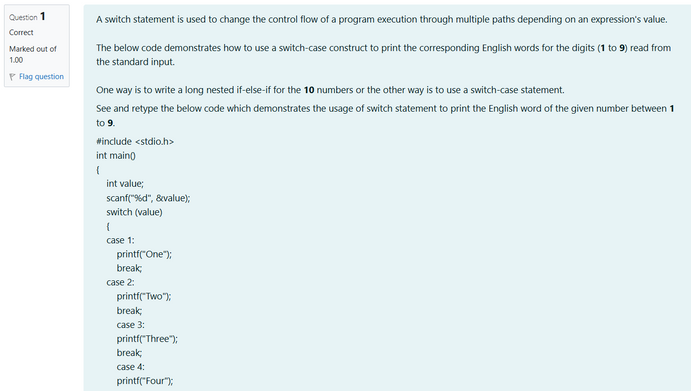 Question 1
Correct
Marked out of
1.00
Flag question
A switch statement is used to change the control flow of a program execution through multiple paths depending on an expression's value.
The below code demonstrates how to use a switch-case construct to print the corresponding English words for the digits (1 to 9) read from
the standard input.
One way is to write a long nested if-else-if for the 10 numbers or the other way is to use a switch-case statement.
See and retype the below code which demonstrates the usage of switch statement to print the English word of the given number between 1
to 9.
#include <stdio.h>
int main()
{
int value;
scanf("%d", &value);
switch (value)
{
case 1:
printf("One");
break;
case 2:
printf("Two");
break;
case 3:
printf("Three");
break;
case 4:
printf("Four");